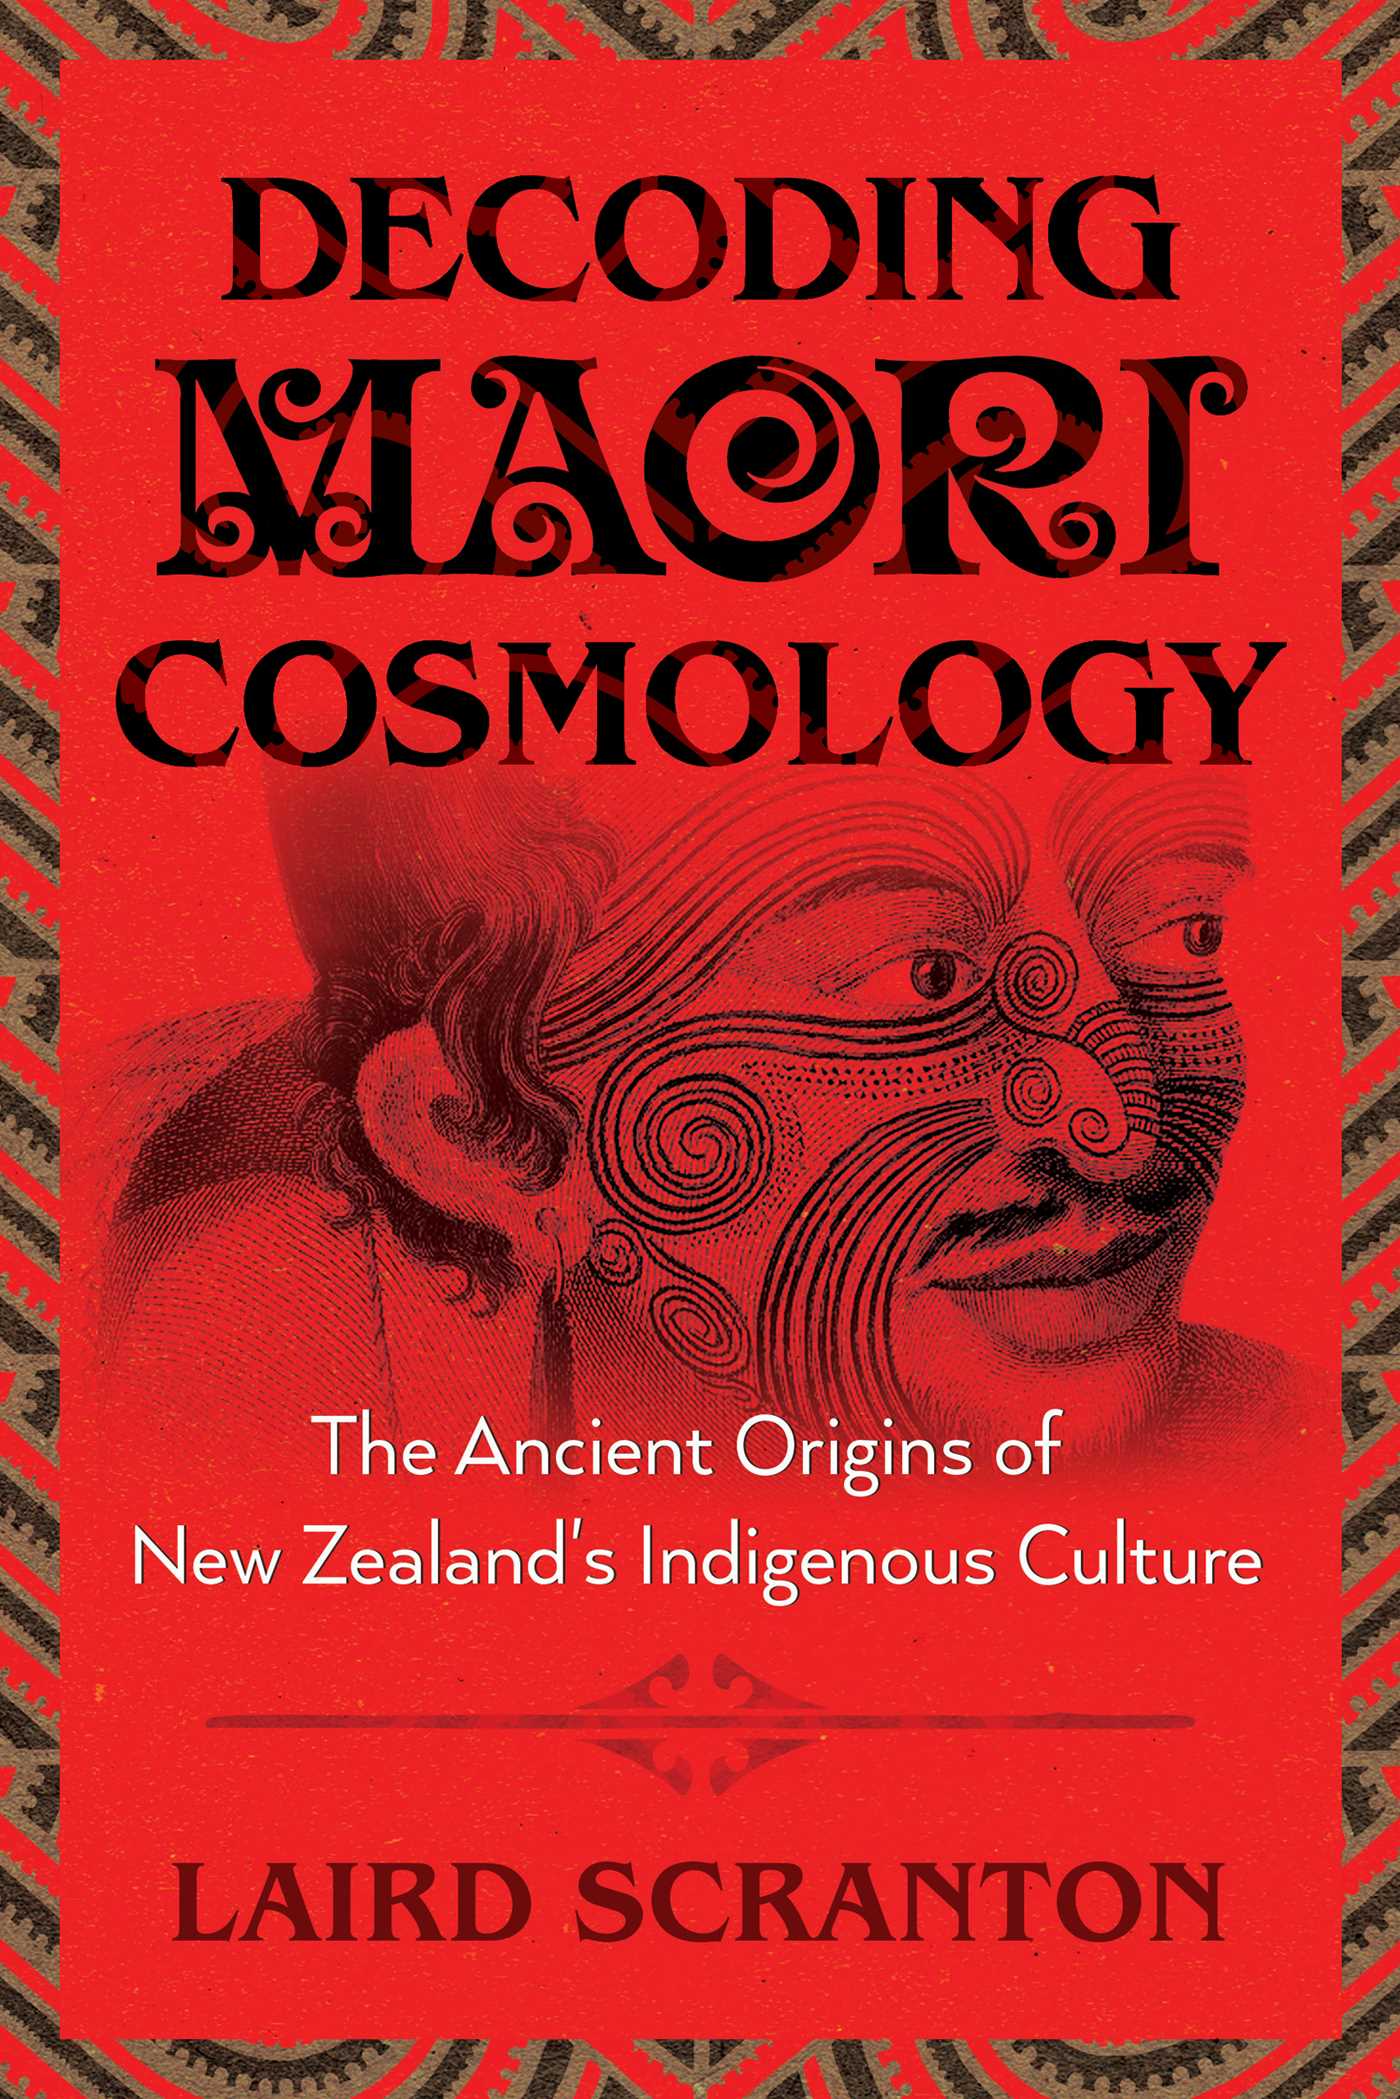 DECODING
MAORI
COSMOLOGY
The Ancient Origins of
New Zealand's Indigenous Culture
LAIRD SCRANTON